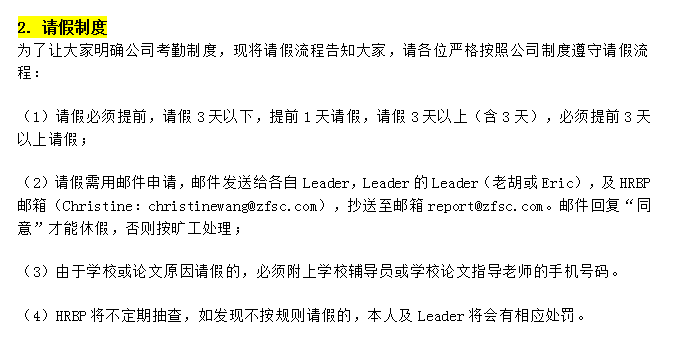 2. 请假制度
为了让大家明确公司考勤制度，现将请假流程告知大家，请各位严格按照公司制度遵守请假流
程：
（1）请假必须提前，请假 3 天以下，提前 1 天请假，请假 3 天以上（含 3 天），必须提前 3 天
以上请假；
（2）请假需用邮件申请，邮件发送给各自 Leader，Leader 的 Leader（老胡或 Eric），及 HRBP
邮箱（Christine：christinewang@zfsc.com），抄送至邮箱 report@zfsc.com。邮件回复“同
意”才能休假，否则按旷工处理；
（3）由于学校或论文原因请假的，必须附上学校辅导员或学校论文指导老师的手机号码。
（4）HRBP 将不定期抽查，如发现不按规则请假的，本人及 Leader 将会有相应处罚。